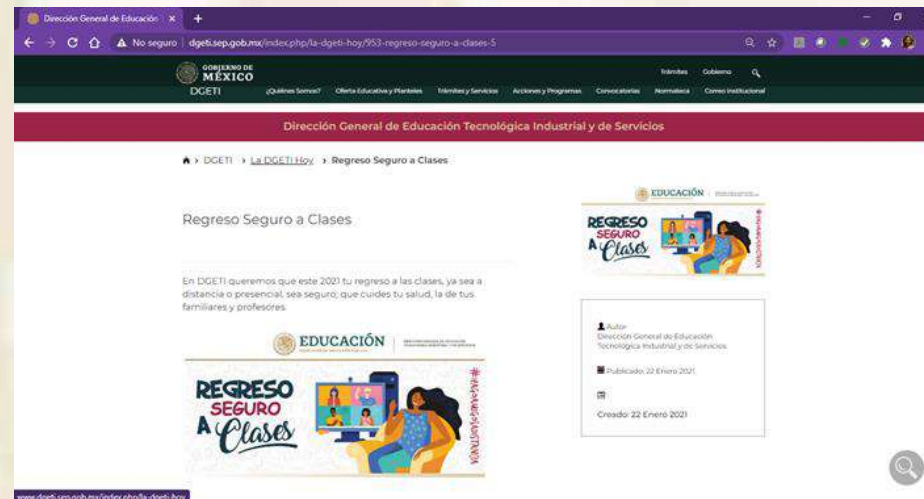 Dirección General de Educación
No seguro | dgeti.sep.gob.mx/index.php/la-dgeti-hoy/953-regreso-seguro-a-clases-5
GOBIERNO DE
MÉXICO
Trámites Gobierno
DGETI ¿Quiénes Somos? Oferta Educativa y Planteles Trámites y Servicios Acciones y Programas Convocatorias Normateca Correo Institucional
Dirección General de Educación Tecnológica Industrial y de Servicios
DGETI > La DGETI Hoy > Regreso Seguro a Clases
Regreso Seguro a Clases
En DGETI queremos que este 2021 tu regreso a las clases, ya sea a
distancia o presencial, sea seguro; que cuides tu salud, la de tus
familiares y profesores.
EDUCACIÓN
REGRESO
SEGURO
A Clases
EDUCACIÓN
REGRESO
SEGURO
A Clases
Autor
Dirección General de Educación
Tecnológica Industrial y de Servicios
Publicado: 22 Enero 2021
Creado: 22 Enero 2021
www.dgeti.sep.gob.mx/index.php/la-dgeti-hoy